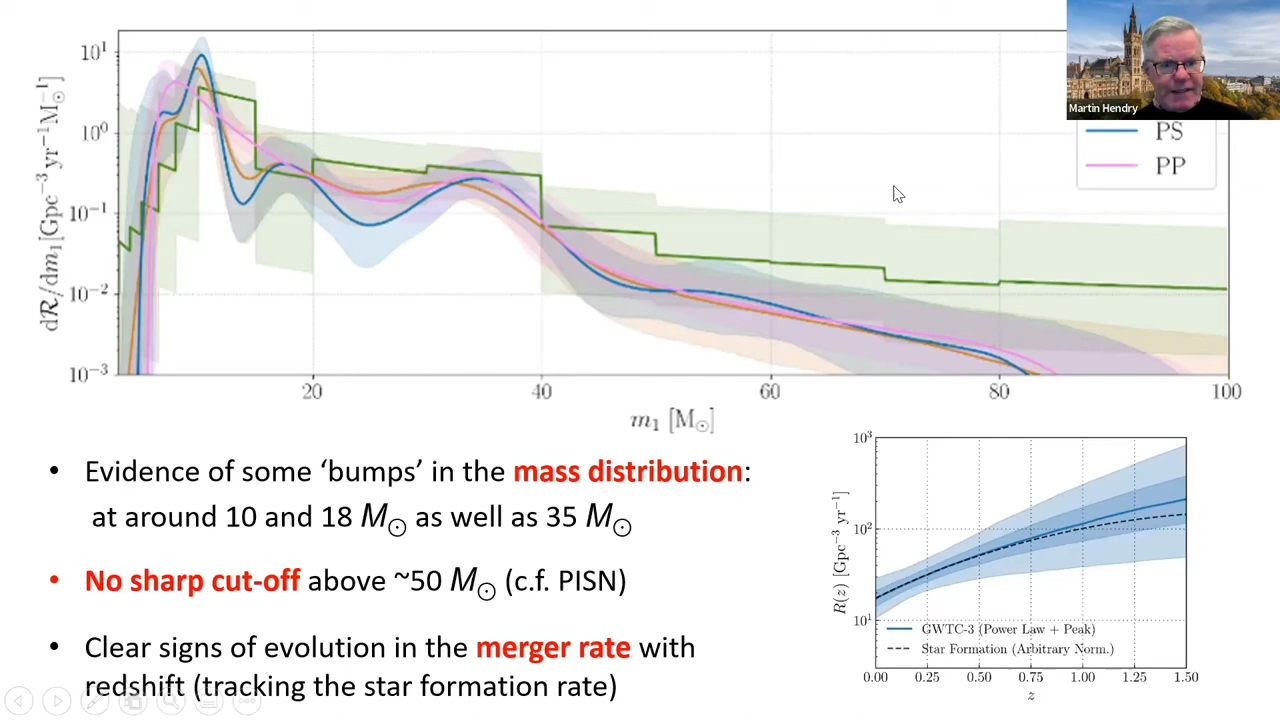 10¹
10⁰
10⁻¹
10⁻²
10⁻³
dR/dm₁[Gpc⁻³ yr⁻¹M⊙⁻¹]
20
40
60
80
100
m₁ [M⊙]
Martin Hendry
PS
PP
• Evidence of some ‘bumps’ in the mass distribution:
at around 10 and 18 M⊙ as well as 35 M⊙
• No sharp cut-off above ~50 M⊙ (c.f. PISN)
• Clear signs of evolution in the merger rate with
redshift (tracking the star formation rate)
10³
10²
10¹
R(z) [Gpc⁻³ yr⁻¹]
GWTC-3 (Power Law + Peak)
Star Formation (Arbitrary Norm.)
0.00
0.25
0.50
0.75
1.00
1.25
1.50
z